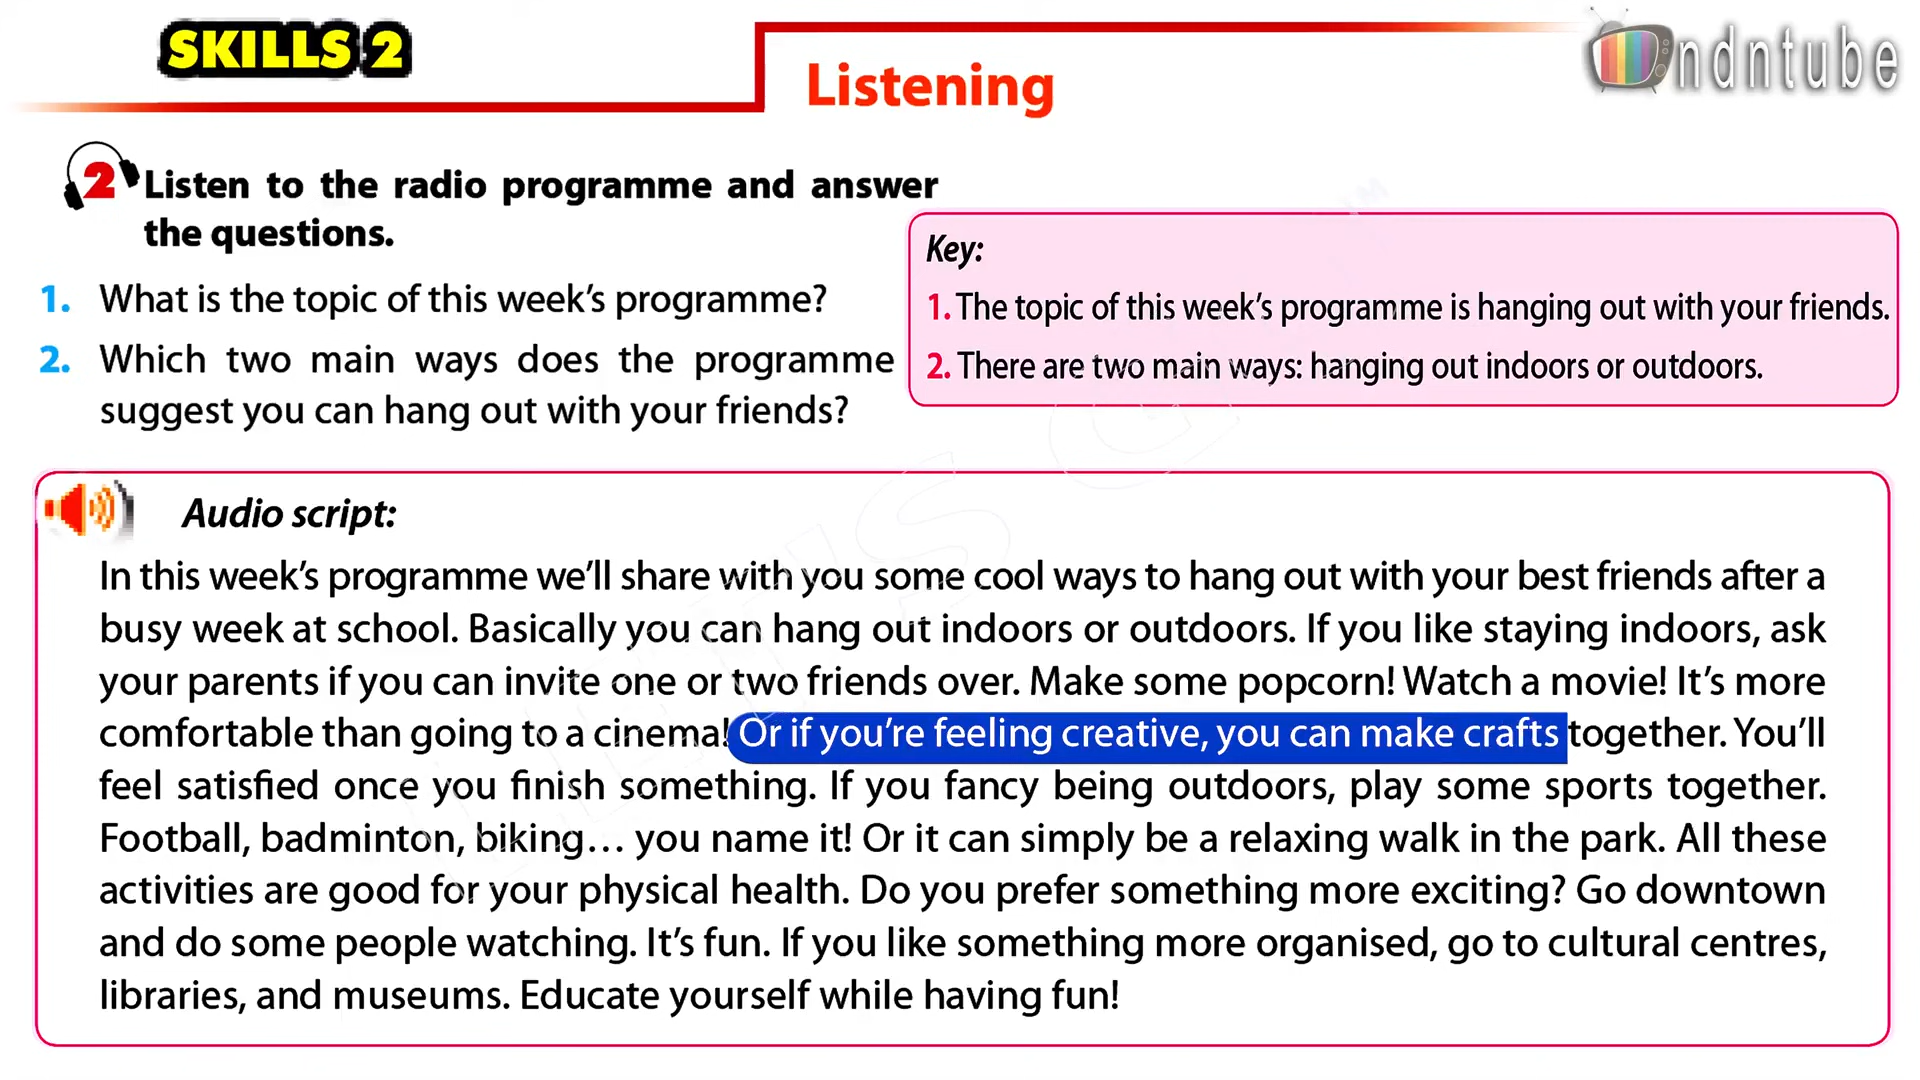 SKILLS 2
Listening
ndntube
2 Listen to the radio programme and answer
the questions.
1. What is the topic of this week's programme?
2. Which two main ways does the programme
suggest you can hang out with your friends?
Key:
1. The topic of this week's programme is hanging out with your friends.
2. There are two main ways: hanging out indoors or outdoors.
Audio script:
In this week's programme we'll share with you some cool ways to hang out with your best friends after a
busy week at school. Basically you can hang out indoors or outdoors. If you like staying indoors, ask
your parents if you can invite one or two friends over. Make some popcorn! Watch a movie! It's more
comfortable than going to a cinema! Or if you're feeling creative, you can make crafts together. You'll
feel satisfied once you finish something. If you fancy being outdoors, play some sports together.
Football, badminton, biking… you name it! Or it can simply be a relaxing walk in the park. All these
activities are good for your physical health. Do you prefer something more exciting? Go downtown
and do some people watching. It's fun. If you like something more organised, go to cultural centres,
libraries, and museums. Educate yourself while having fun!